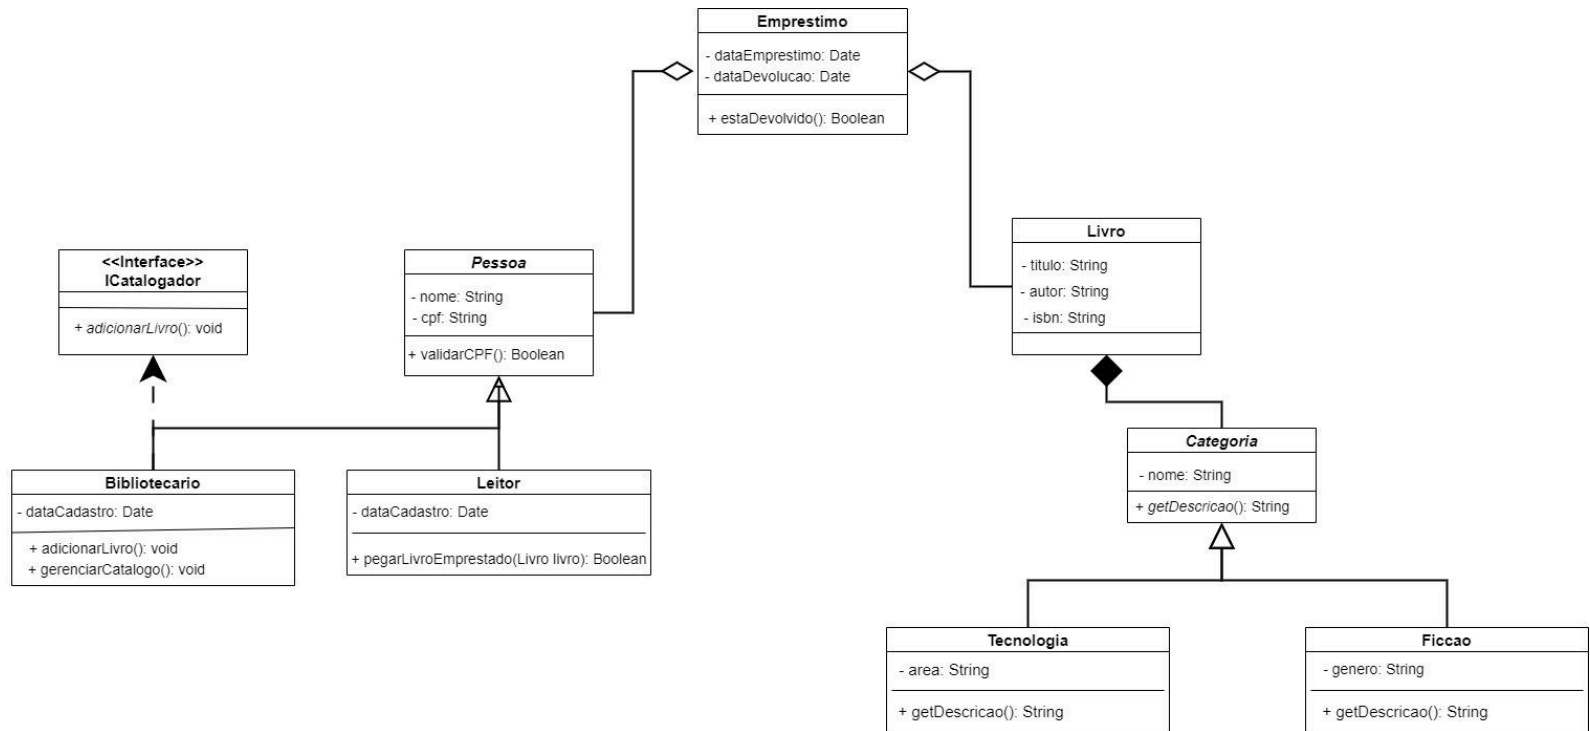 Emprestimo
- dataEmprestimo: Date
- dataDevolucao: Date
+ estaDevolvido(): Boolean
<<Interface>>
ICatalogador
+ adicionarLivro(): void
Pessoa
- nome: String
- cpf: String
+ validarCPF(): Boolean
Livro
- titulo: String
- autor: String
- isbn: String
Categoria
- nome: String
+ getDescricao(): String
Bibliotecario
- dataCadastro: Date
+ adicionarLivro(): void
+ gerenciarCatalogo(): void
Leitor
- dataCadastro: Date
+ pegarLivroEmprestado(Livro livro): Boolean
Tecnologia
- area: String
+ getDescricao(): String
Ficcao
- genero: String
+ getDescricao(): String